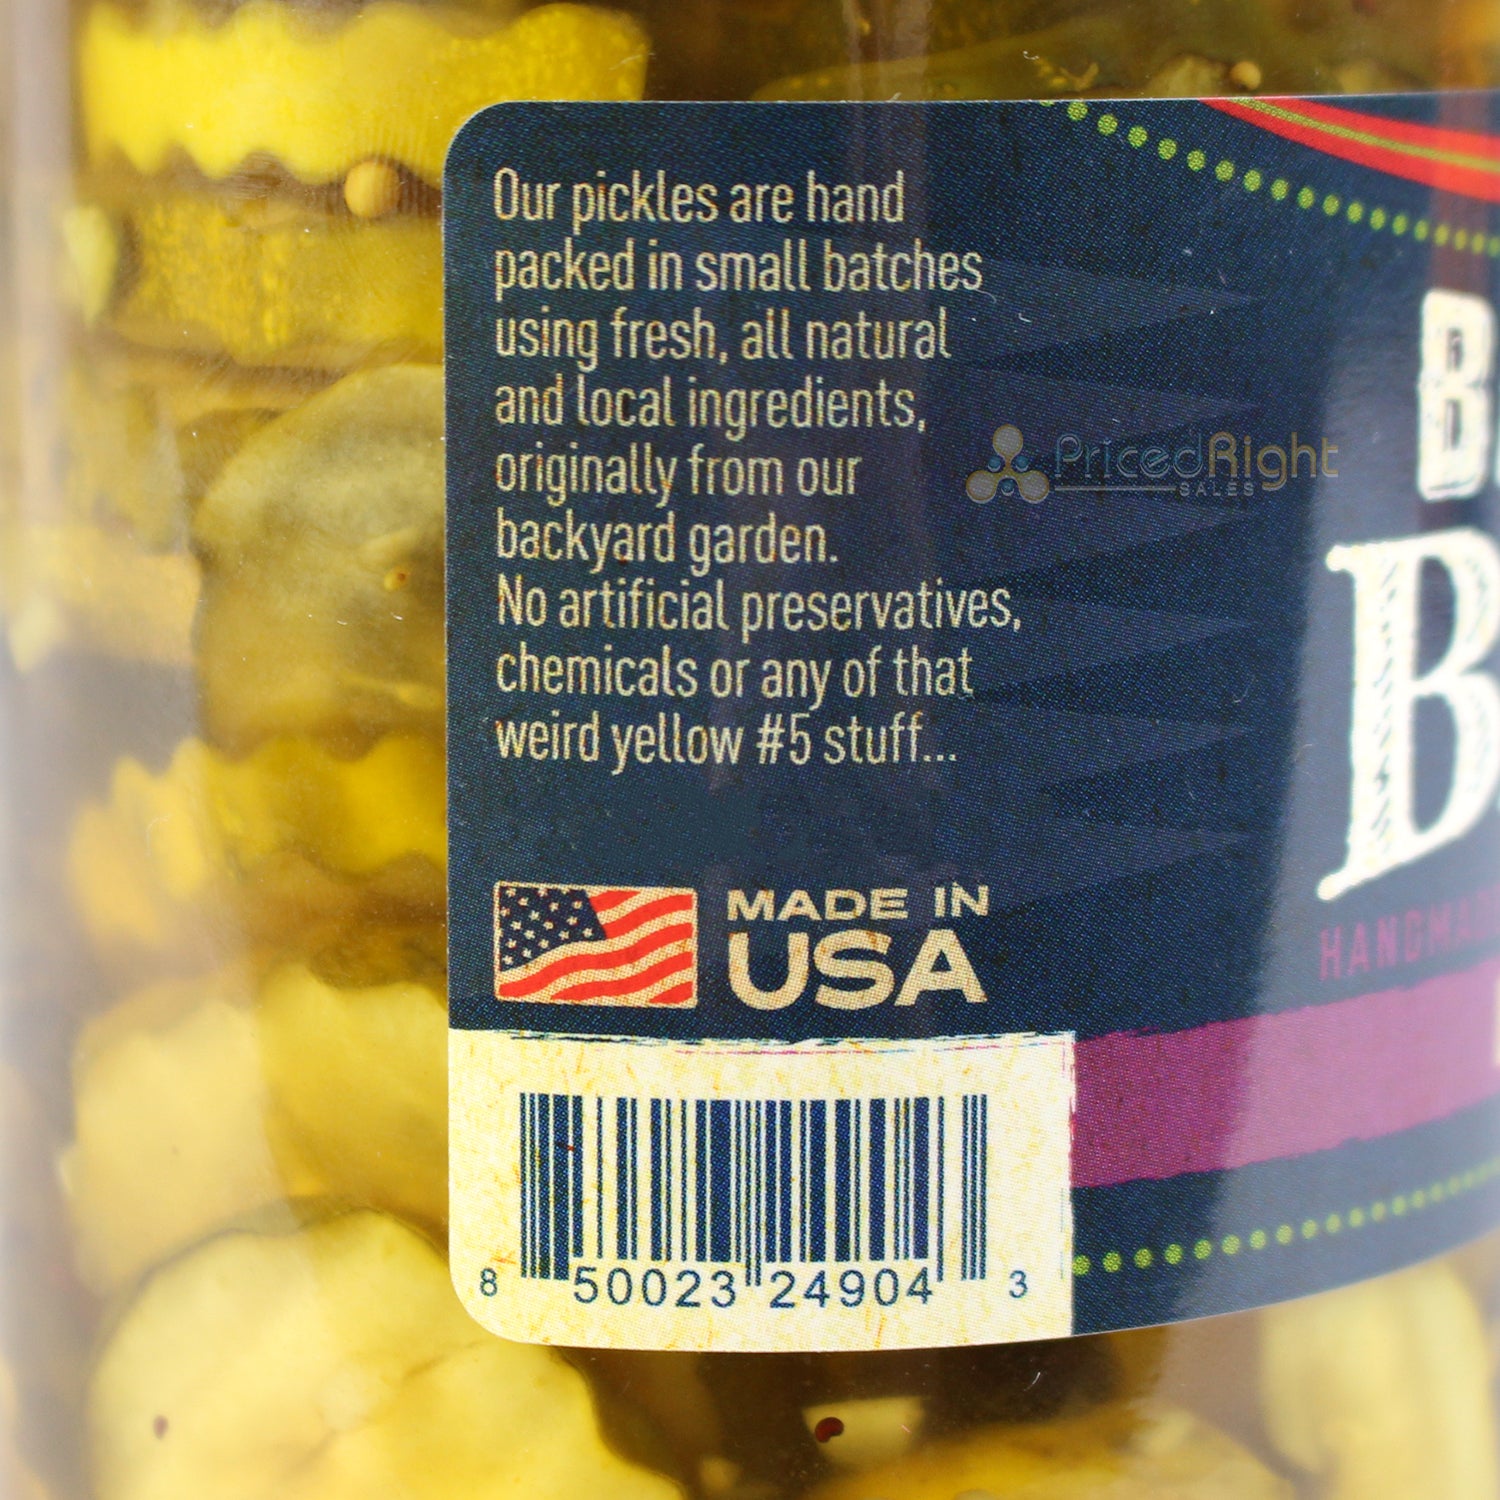 Our pickles are hand
packed in small batches
using fresh, all natural
and local ingredients,
originally from our
backyard garden.
No artificial preservatives,
chemicals or any of that
weird yellow #5 stuff...
MADE IN
USA
8 50023 24904 3
PricedRight
SALES
B
B